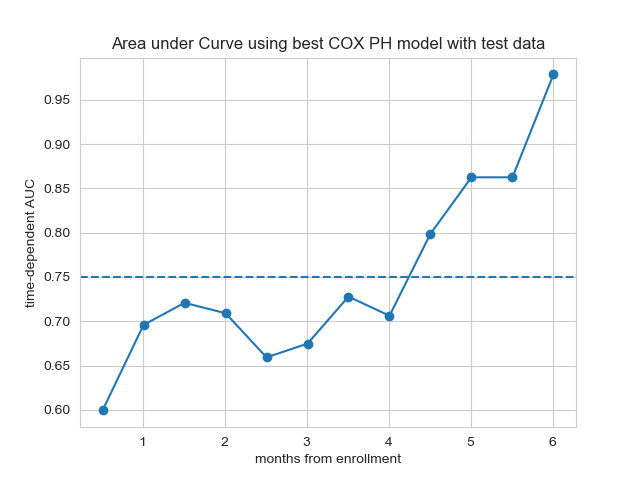 Area under Curve using best COX PH model with test data
time-dependent AUC
0.95
0.90
0.85
0.80
0.75
0.70
0.65
0.60
1 2 3 4 5 6
months from enrollment